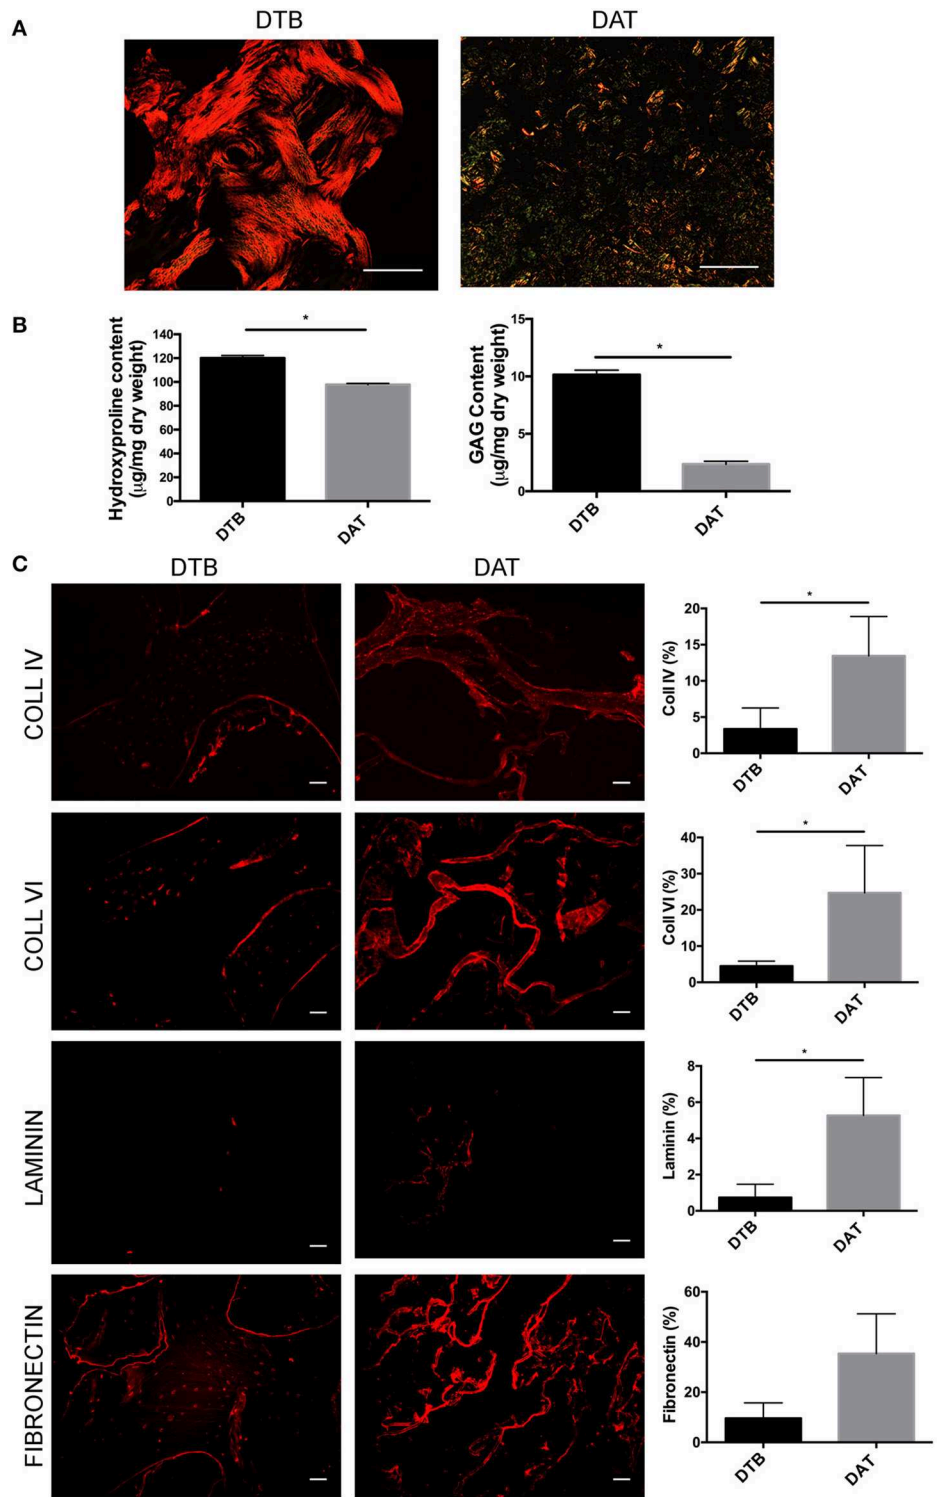 A
DTB
DAT
B
Hydroxyproline content
(µg/mg dry weight)
140
120
100
80
60
40
20
0
*
DTB
DAT
GAG Content
(µg/mg dry weight)
15
10
5
0
*
DTB
DAT
C
DTB
DAT
COLL IV
Coll IV (%)
20
15
10
5
0
*
DTB
DAT
COLL VI
Coll VI (%)
40
30
20
10
0
*
DTB
DAT
LAMININ
Laminin (%)
8
6
4
2
0
*
DTB
DAT
FIBRONECTIN
Fibronectin (%)
60
40
20
0
DTB
DAT